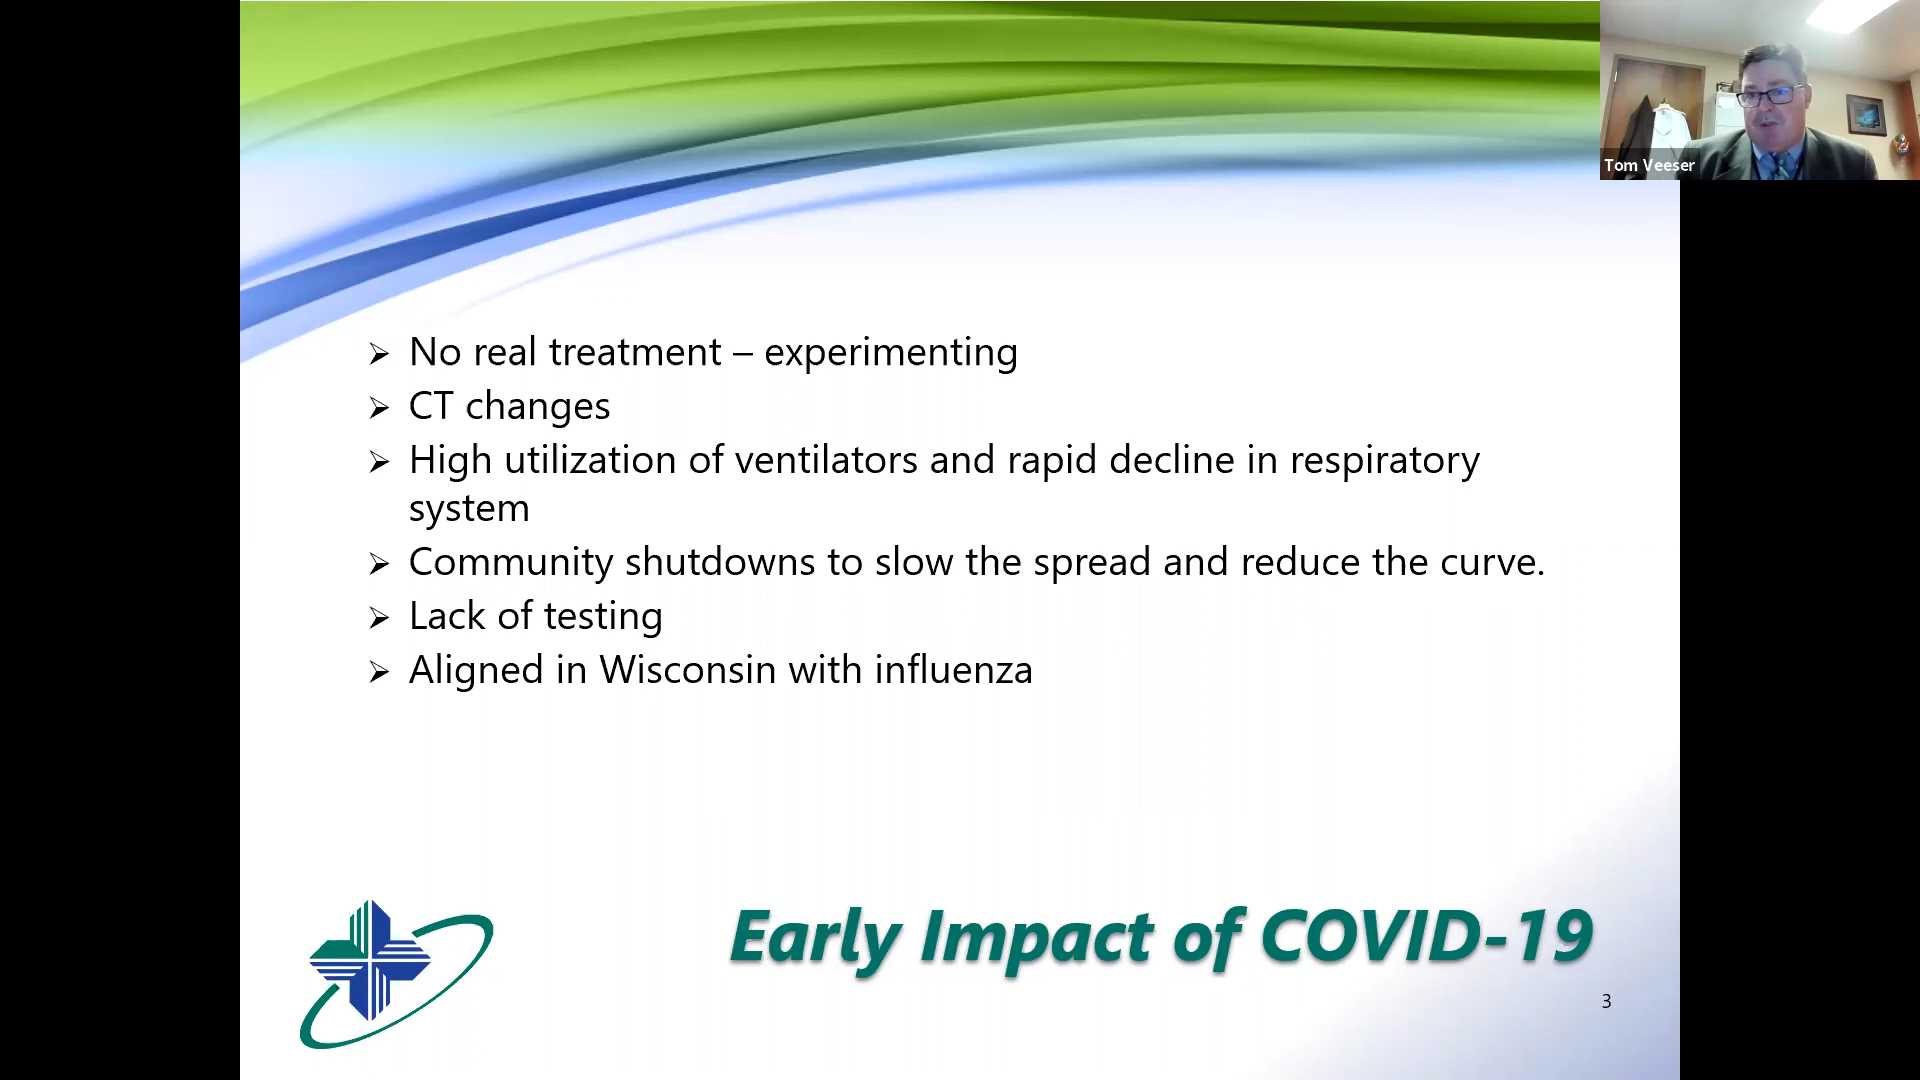 Tom Veeser
➢ No real treatment – experimenting
➢ CT changes
➢ High utilization of ventilators and rapid decline in respiratory
system
➢ Community shutdowns to slow the spread and reduce the curve.
➢ Lack of testing
➢ Aligned in Wisconsin with influenza
Early Impact of COVID-19
3